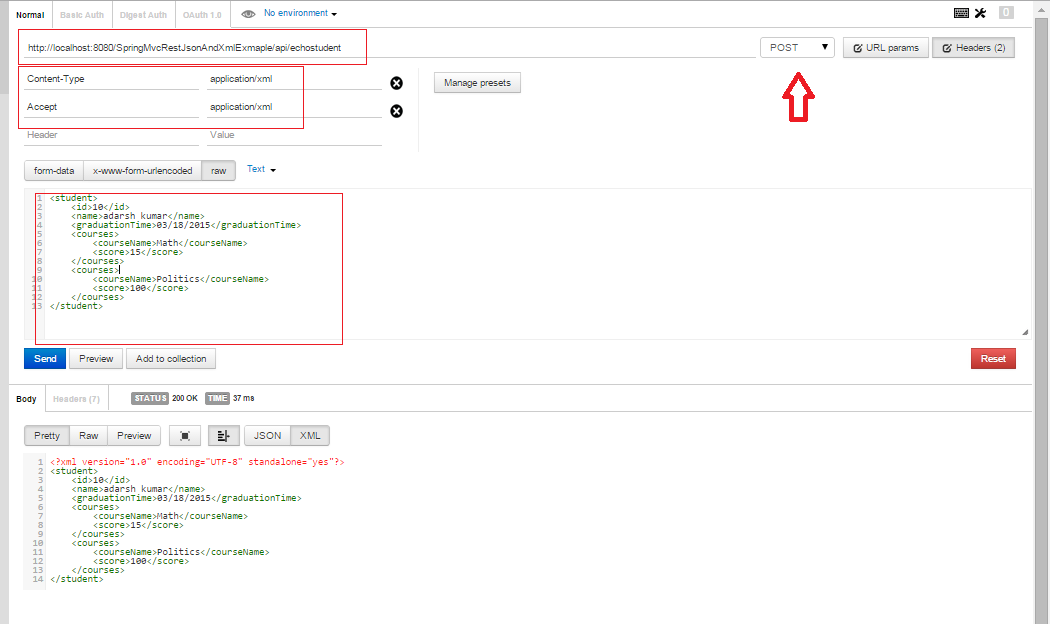 Normal Basic Auth Digest Auth OAuth 1.0 No environment 0
http://localhost:8080/SpringMvcRestJsonAndXmlExmaple/api/echostudent POST URL params Headers (2)
Content-Type application/xml Manage presets
Accept application/xml
Header Value
form-data x-www-form-urlencoded raw Text
1 <student>
2 <id>10</id>
3 <name>adarsh kumar</name>
4 <graduationTime>03/18/2015</graduationTime>
5 <courses>
6 <courseName>Math</courseName>
7 <score>15</score>
8 </courses>
9 <courses>
10 <courseName>Politics</courseName>
11 <score>100</score>
12 </courses>
13 </student>
Send Preview Add to collection Reset
Body Headers (7) STATUS 200 OK TIME 37 ms
Pretty Raw Preview JSON XML
1 <?xml version="1.0" encoding="UTF-8" standalone="yes"?>
2 <student>
3 <id>10</id>
4 <name>adarsh kumar</name>
5 <graduationTime>03/18/2015</graduationTime>
6 <courses>
7 <courseName>Math</courseName>
8 <score>15</score>
9 </courses>
10 <courses>
11 <courseName>Politics</courseName>
12 <score>100</score>
13 </courses>
14 </student>